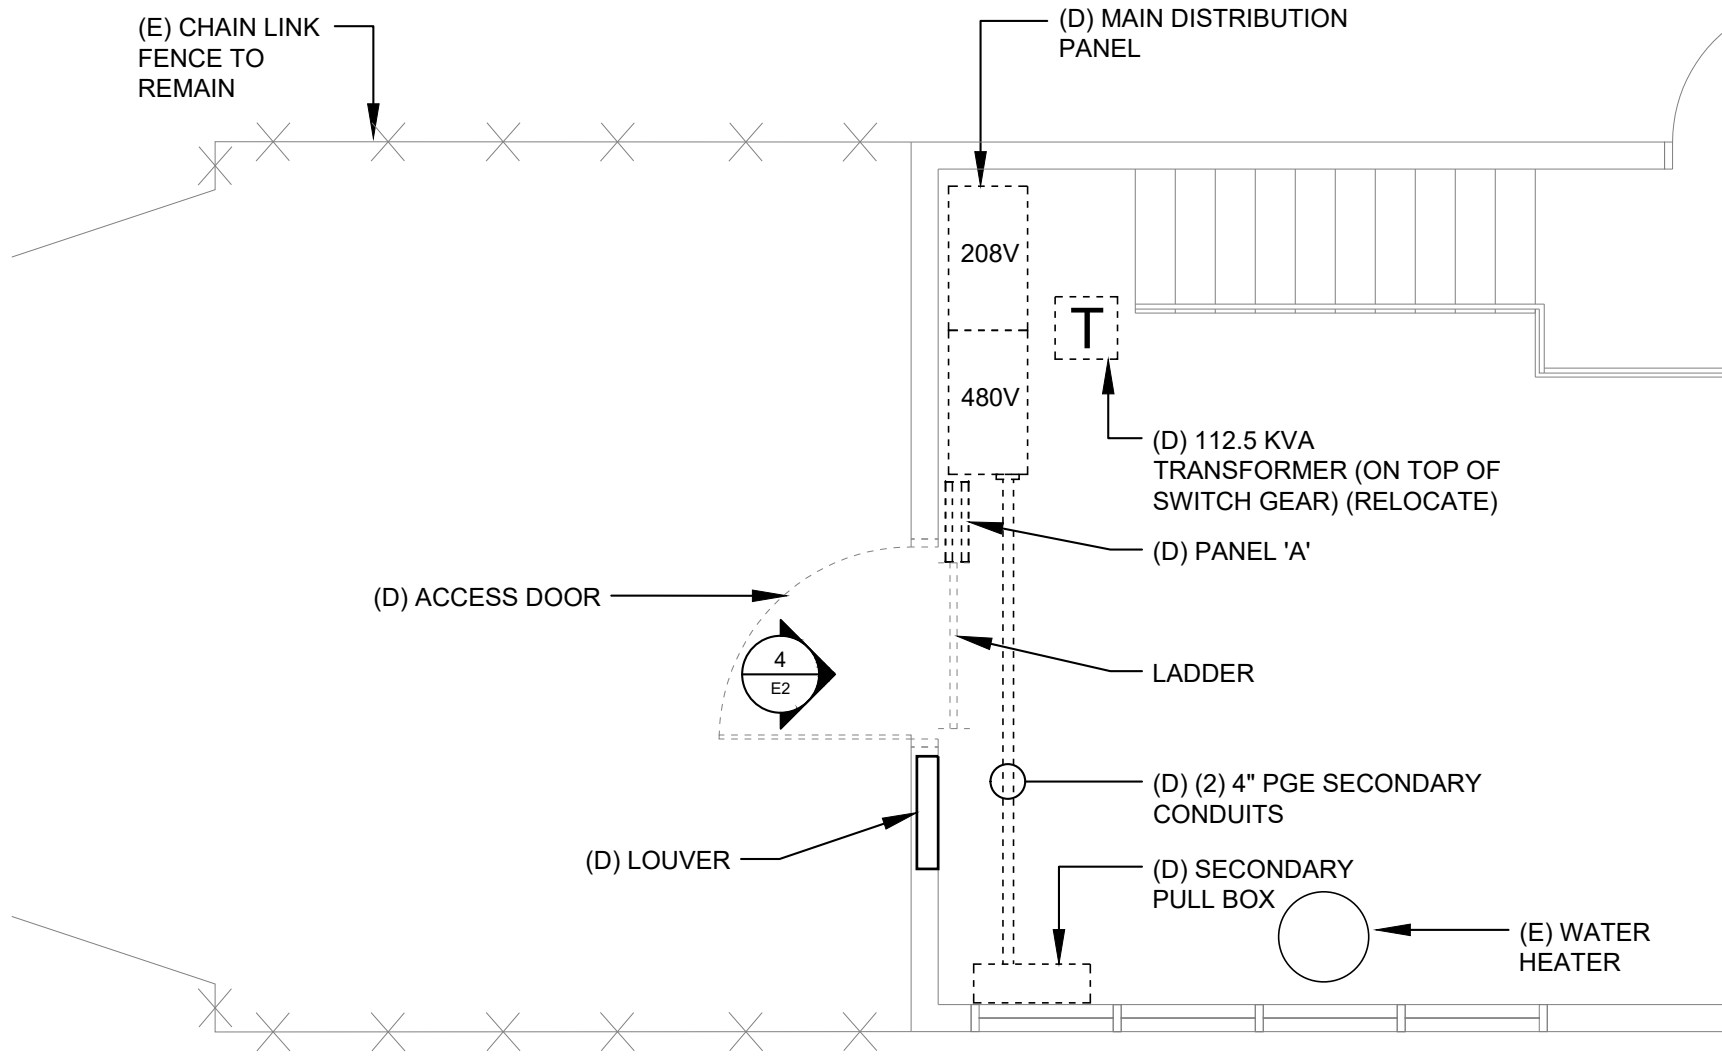 (E) CHAIN LINK
FENCE TO
REMAIN
(D) MAIN DISTRIBUTION
PANEL
208V
T
480V
(D) 112.5 KVA
TRANSFORMER (ON TOP OF
SWITCH GEAR) (RELOCATE)
(D) PANEL 'A'
(D) ACCESS DOOR
4
E2
LADDER
(D) (2) 4" PGE SECONDARY
CONDUITS
(D) LOUVER
(D) SECONDARY
PULL BOX
(E) WATER
HEATER